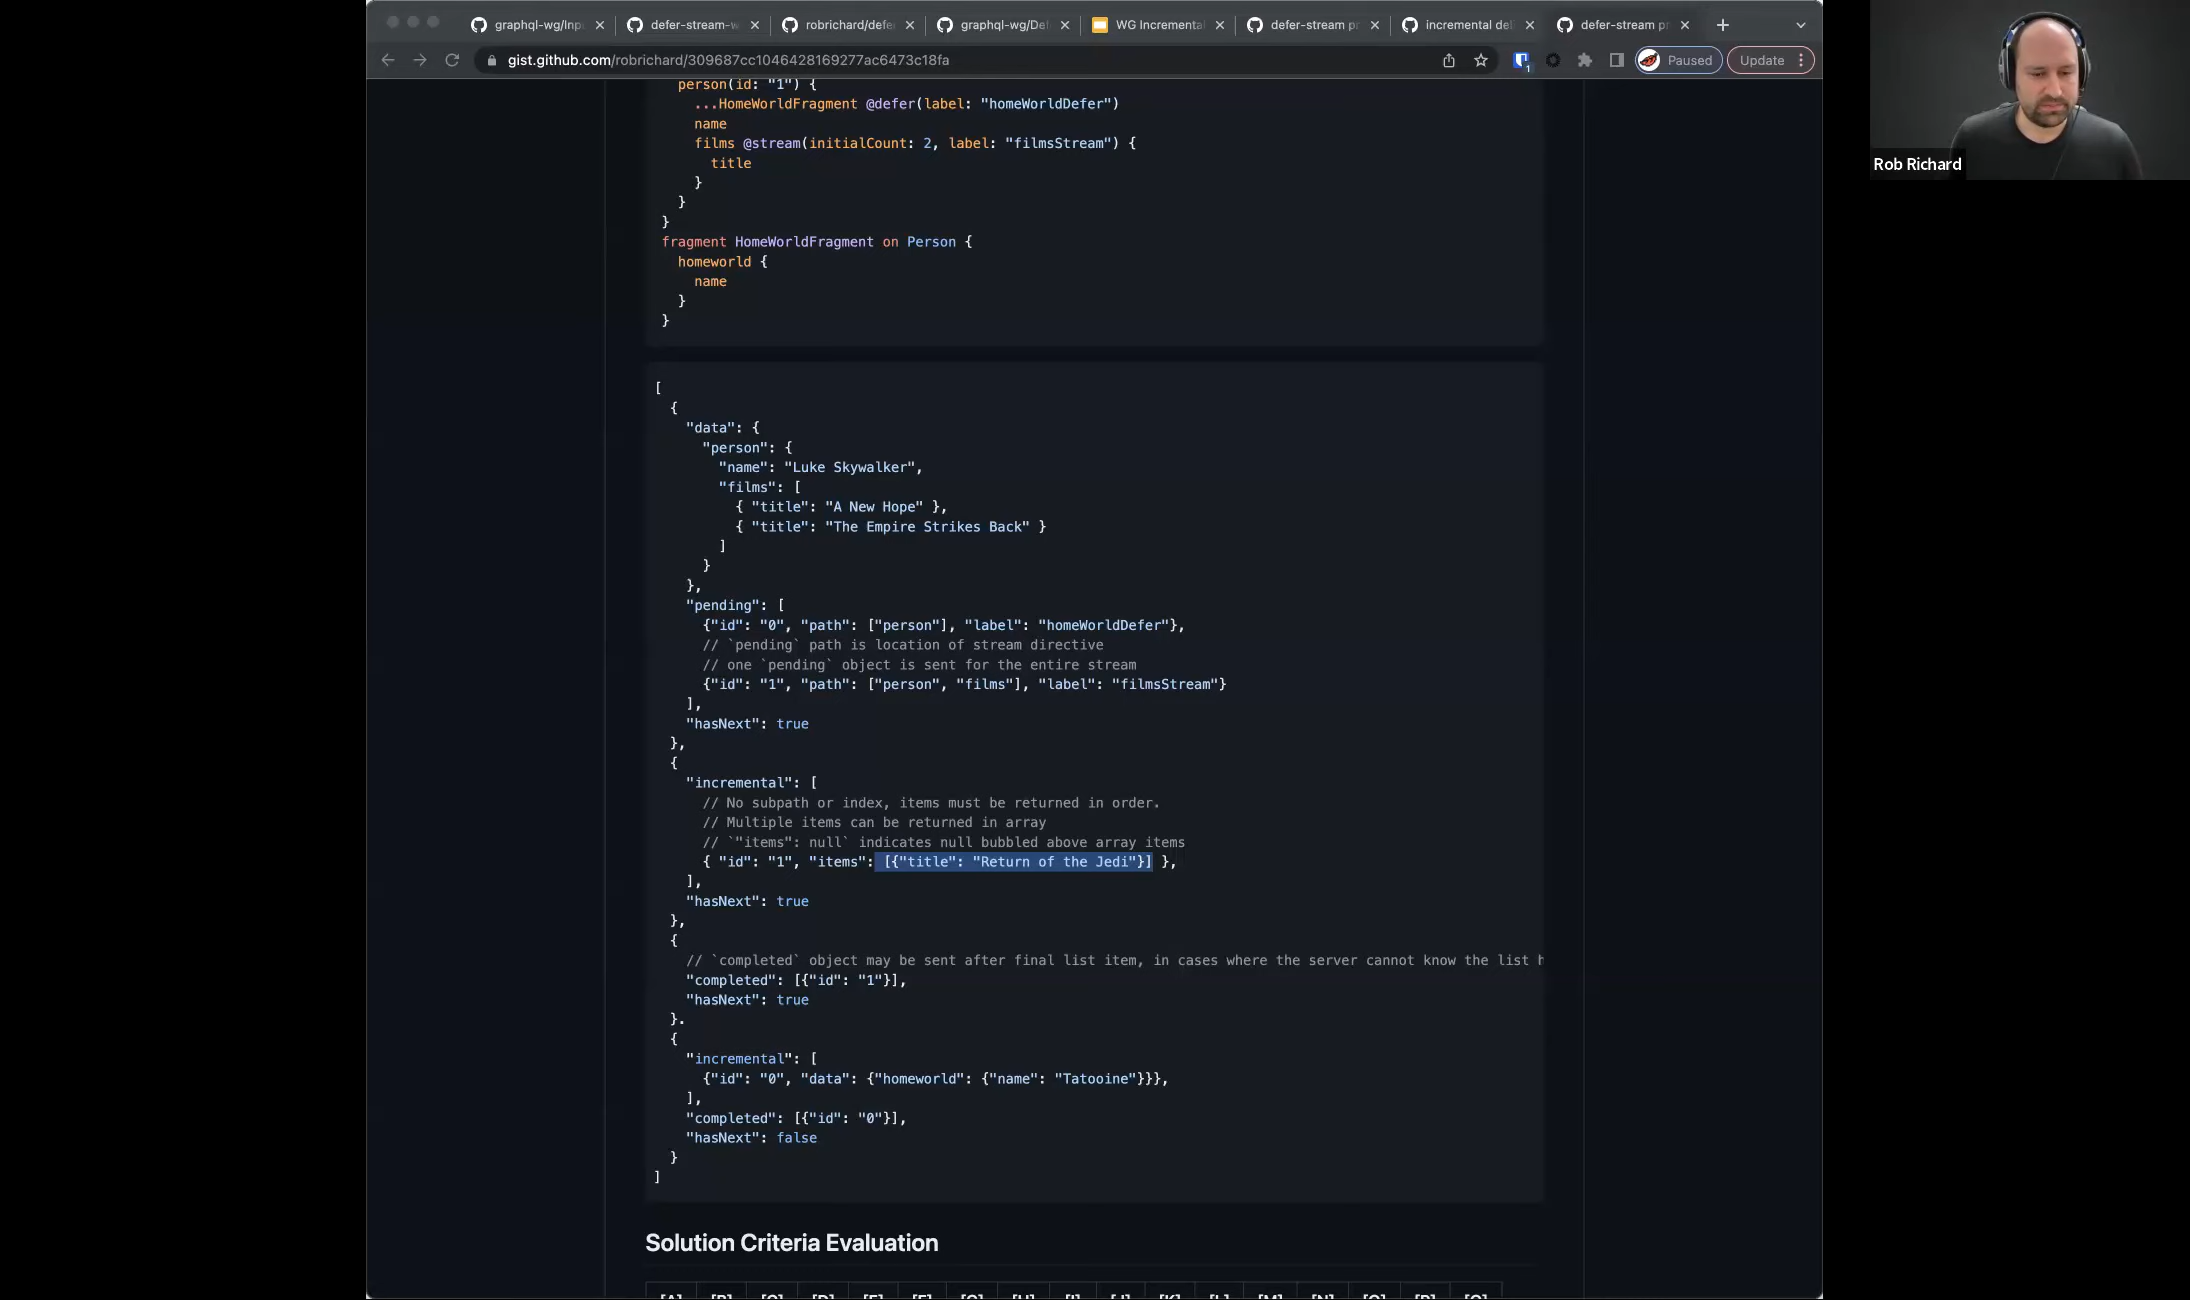 graphql-wg/Inp
defer-stream-w
robrichard/defe
graphql-wg/De
WG Incrementa
defer-stream pr
incremental del
defer-stream pr
gist.github.com/robrichard/309687cc1046428169277ac6473c18fa
1
Paused
Update
Rob Richard
person(id: "1") {
...HomeWorldFragment @defer(label: "homeWorldDefer")
name
films @stream(initialCount: 2, label: "filmsStream") {
title
}
}
}
fragment HomeWorldFragment on Person {
homeworld {
name
}
}
[
{
"data": {
"person": {
"name": "Luke Skywalker",
"films": [
{ "title": "A New Hope" },
{ "title": "The Empire Strikes Back" }
]
}
},
"pending": [
{"id": "0", "path": ["person"], "label": "homeWorldDefer"},
// `pending` path is location of stream directive
// one `pending` object is sent for the entire stream
{"id": "1", "path": ["person", "films"], "label": "filmsStream"}
],
"hasNext": true
},
{
"incremental": [
// No subpath or index, items must be returned in order.
// Multiple items can be returned in array
// `"items": null` indicates null bubbled above array items
{ "id": "1", "items": [{"title": "Return of the Jedi"}] },
],
"hasNext": true
},
{
// `completed` object may be sent after final list item, in cases where the server cannot know the list h
"completed": [{"id": "1"}],
"hasNext": true
}.
{
"incremental": [
{"id": "0", "data": {"homeworld": {"name": "Tatooine"}}},
],
"completed": [{"id": "0"}],
"hasNext": false
}
]
Solution Criteria Evaluation